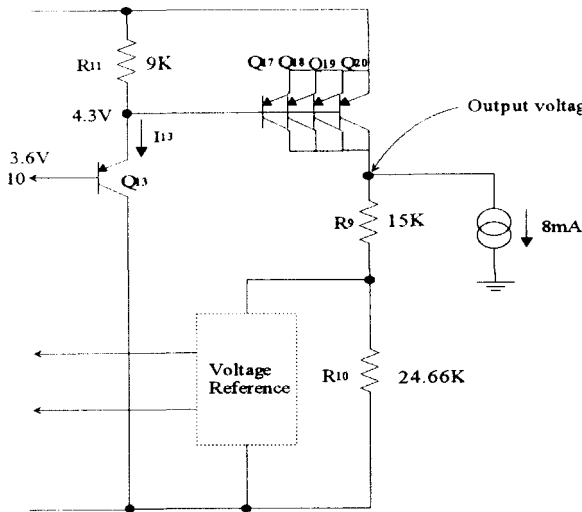 Q17 Q18 Q19 Q20
R11 9K
4.3V
I13
Output voltag
3.6V
10
Q13
R9 15K
8mA
Voltage
Reference
R10 24.66K